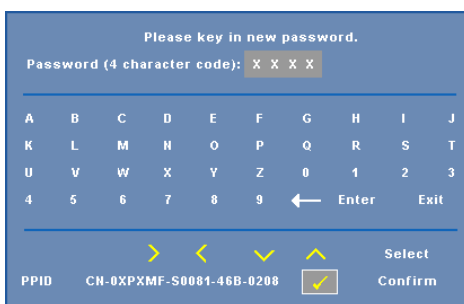 Please key in new password.
Password (4 character code): X X X X
A B C D E F G H I J
K L M N O P Q R S T
U V W X Y Z 0 1 2 3
4 5 6 7 8 9 Enter Exit
Select
PPID CN-0XPXMF-S0081-46B-0208 Confirm